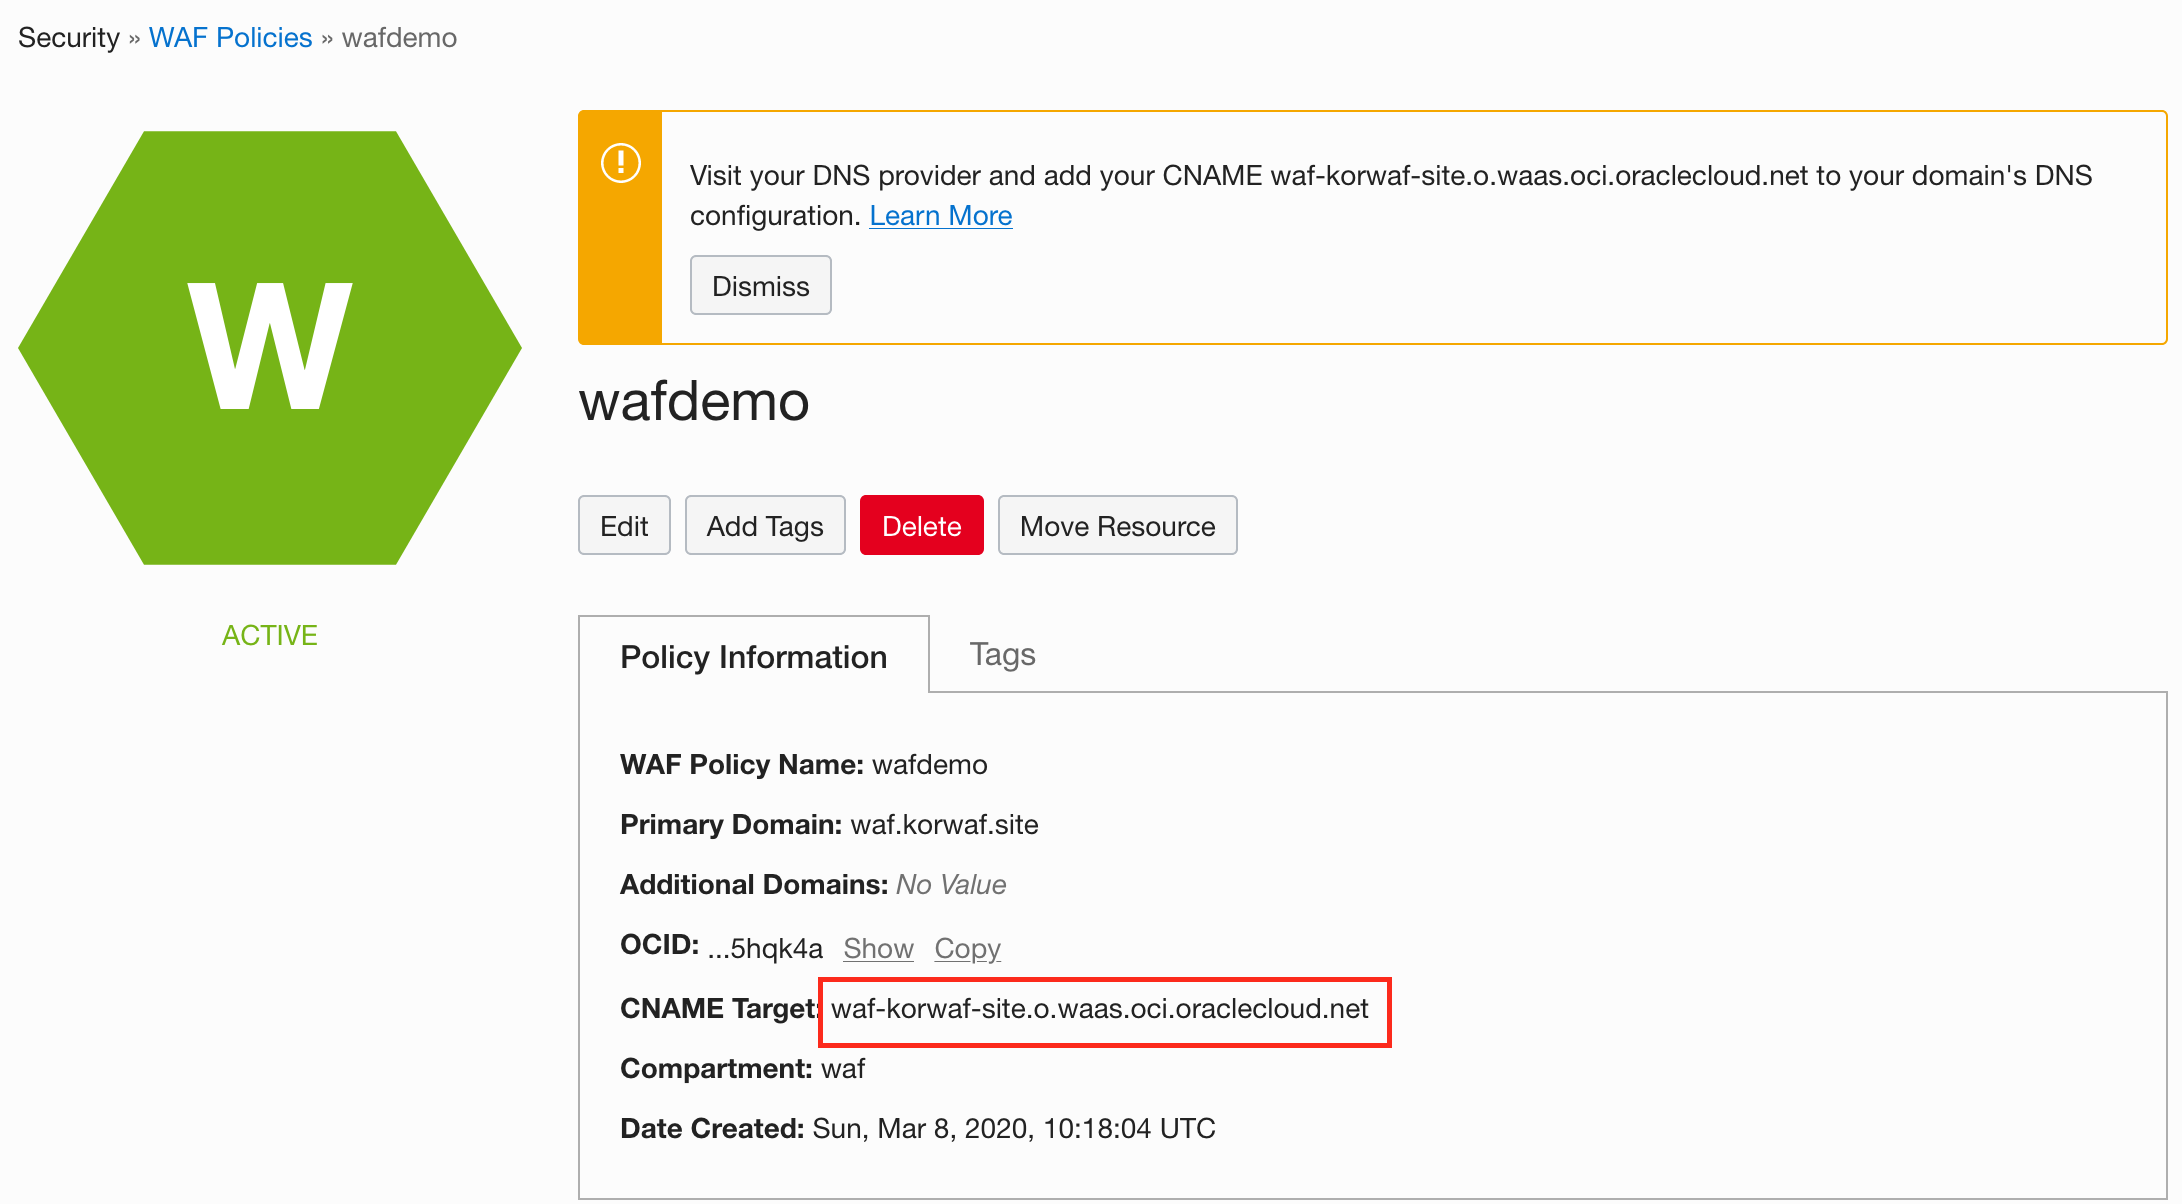 Security » WAF Policies » wafdemo
W
ACTIVE
Visit your DNS provider and add your CNAME waf-korwaf-site.o.waas.oci.oraclecloud.net to your domain's DNS
configuration. Learn More
Dismiss
wafdemo
Edit Add Tags Delete Move Resource
Policy Information Tags
WAF Policy Name: wafdemo
Primary Domain: waf.korwaf.site
Additional Domains: No Value
OCID: ...5hqk4a Show Copy
CNAME Target: waf-korwaf-site.o.waas.oci.oraclecloud.net
Compartment: waf
Date Created: Sun, Mar 8, 2020, 10:18:04 UTC